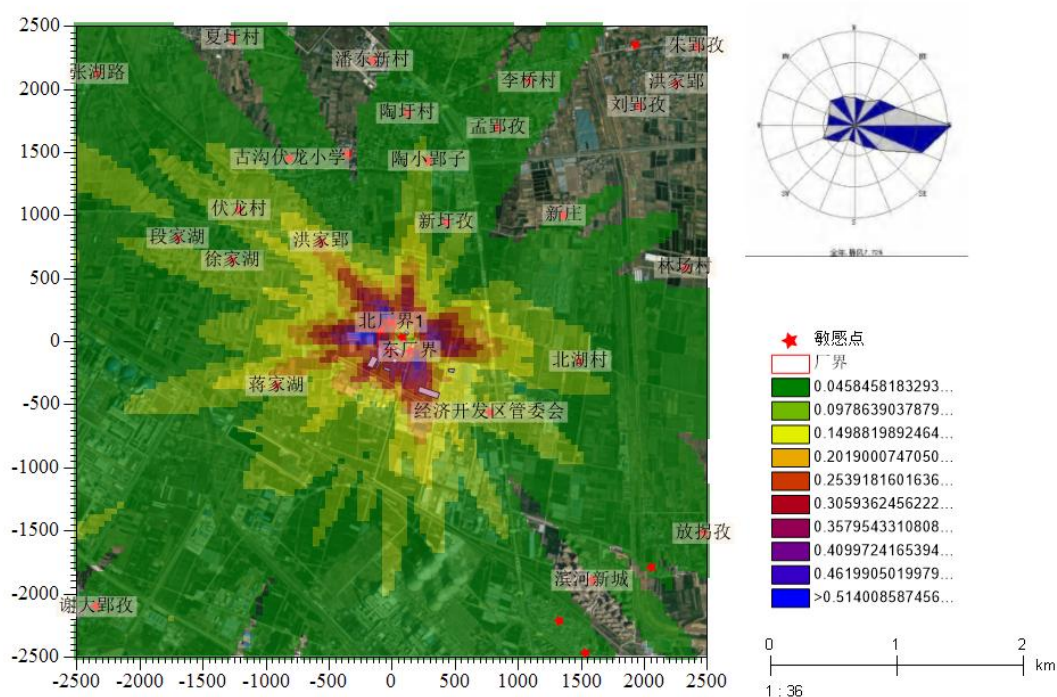 2500
2000
1500
1000
500
0
-500
-1000
-1500
-2000
-2500
-2500 -2000 -1500 -1000 -500 0 500 1000 1500 2000 2500
夏圩村
潘东新村
朱郢孜
张湖路
李桥村
洪家郢
刘郢孜
陶圩村
孟郢孜
古沟伏龙小学
陶小郢子
伏龙村
新圩孜
新庄
段家湖
洪家郢
徐家湖
林场村
北厂界1
东厂界
北湖村
蒋家湖
经济开发区管委会
放拐孜
滨河新城
谢大郢孜
敏感点
厂界
0.0458458183293...
0.0978639037879...
0.1498819892464...
0.2019000747050...
0.2539181601636...
0.3059362456222...
0.3579543310808...
0.4099724165394...
0.4619905019979...
>0.514008587456...
0 1 2
km
1 : 36